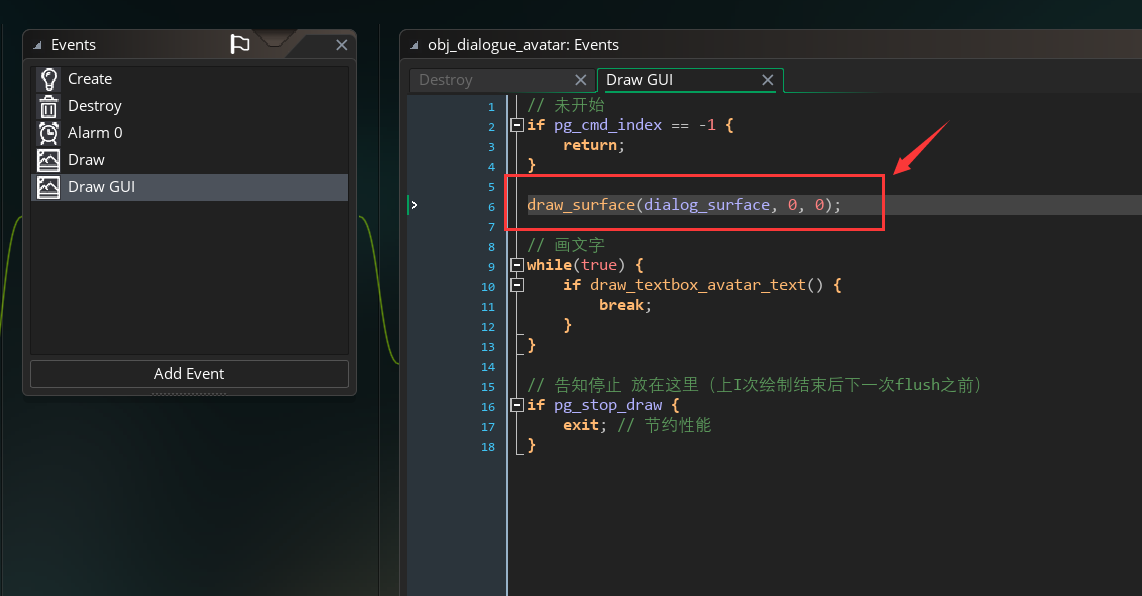 Events
Create
Destroy
Alarm 0
Draw
Draw GUI
Add Event
obj_dialogue_avatar: Events
Destroy
Draw GUI
1 // 未开始
2 if pg_cmd_index == -1 {
3 return;
4 }
5
6 draw_surface(dialog_surface, 0, 0);
7
8 // 画文字
9 while(true) {
10 if draw_textbox_avatar_text() {
11 break;
12 }
13 }
14
15 // 告知停止 放在这里（上I次绘制结束后下一次flush之前）
16 if pg_stop_draw {
17 exit; // 节约性能
18 }